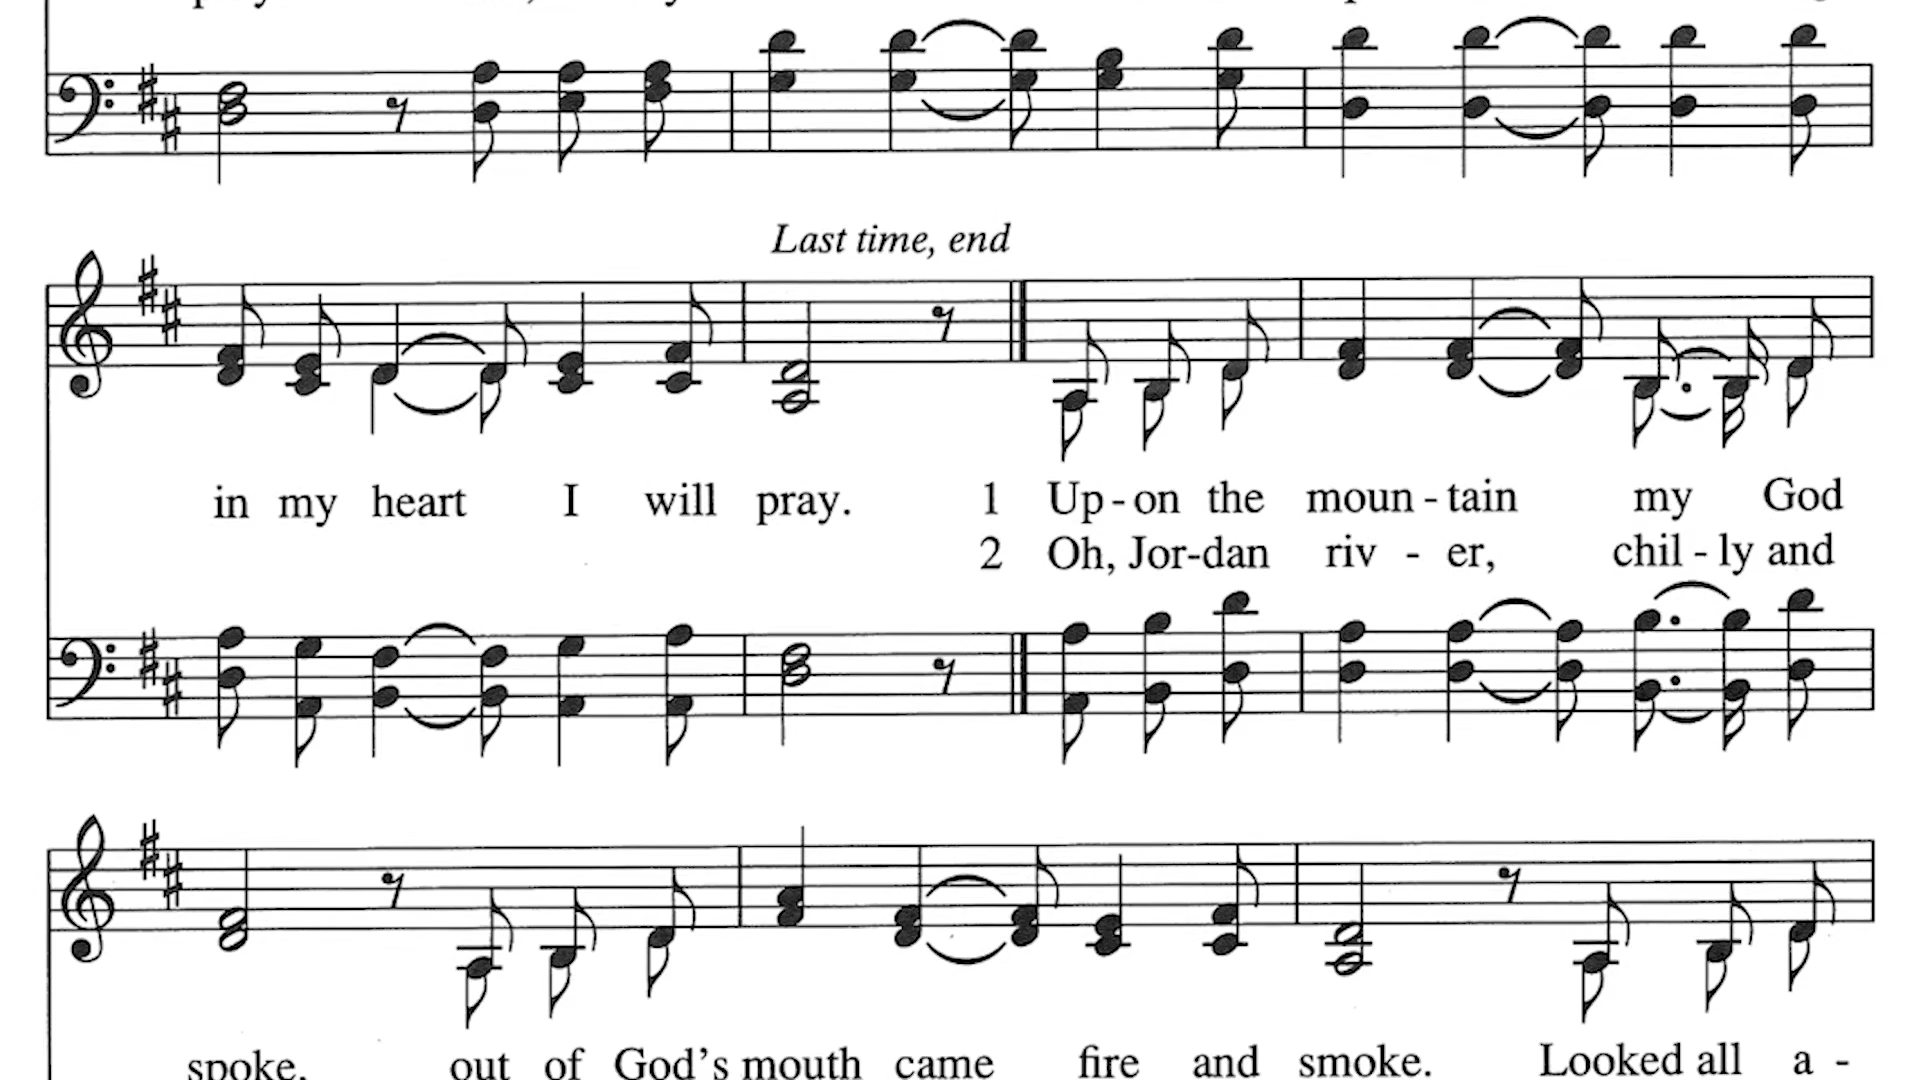 Last time, end
in my heart I will pray. 1 Up - on the moun - tain my God
2 Oh, Jor-dan riv - er, chil - ly and
spoke, out of God's mouth came fire and smoke. Looked all a -